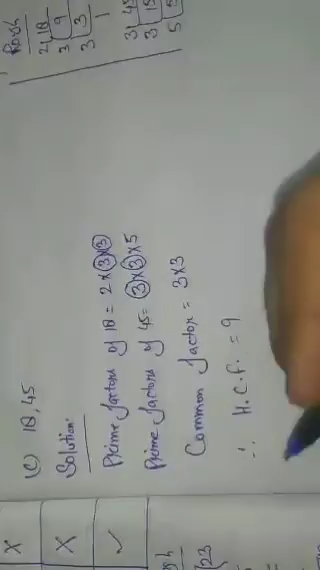 (C) 18, 45
Solution:
Prime factors of 18 = 2 × 3 × 3
Prime factors of 45 = 3 × 3 × 5
Common factor = 3 × 3
∴ H.C.F. = 9
Rough
2 18
3 9
3 3
1
3 45
3 15
5
23